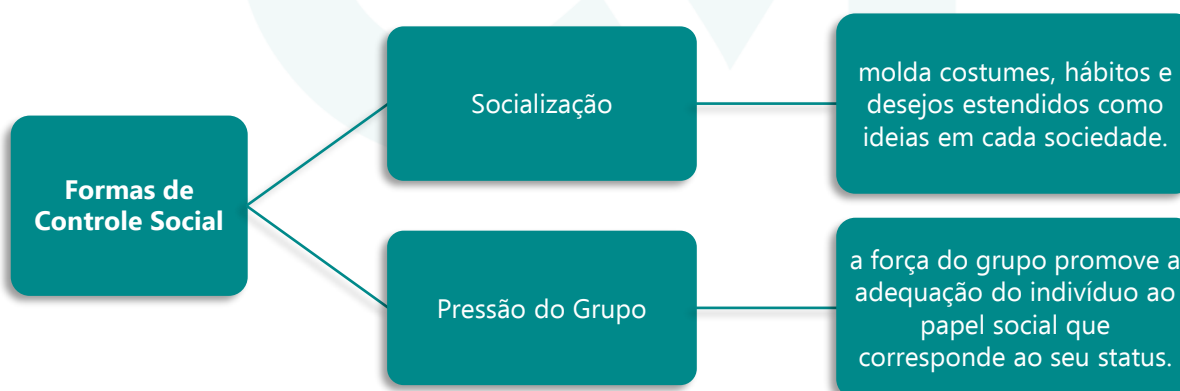 Formas de
Controle Social
Socialização
molda costumes, hábitos e
desejos estendidos como
ideias em cada sociedade.
Pressão do Grupo
a força do grupo promove a
adequação do indivíduo ao
papel social que
corresponde ao seu status.